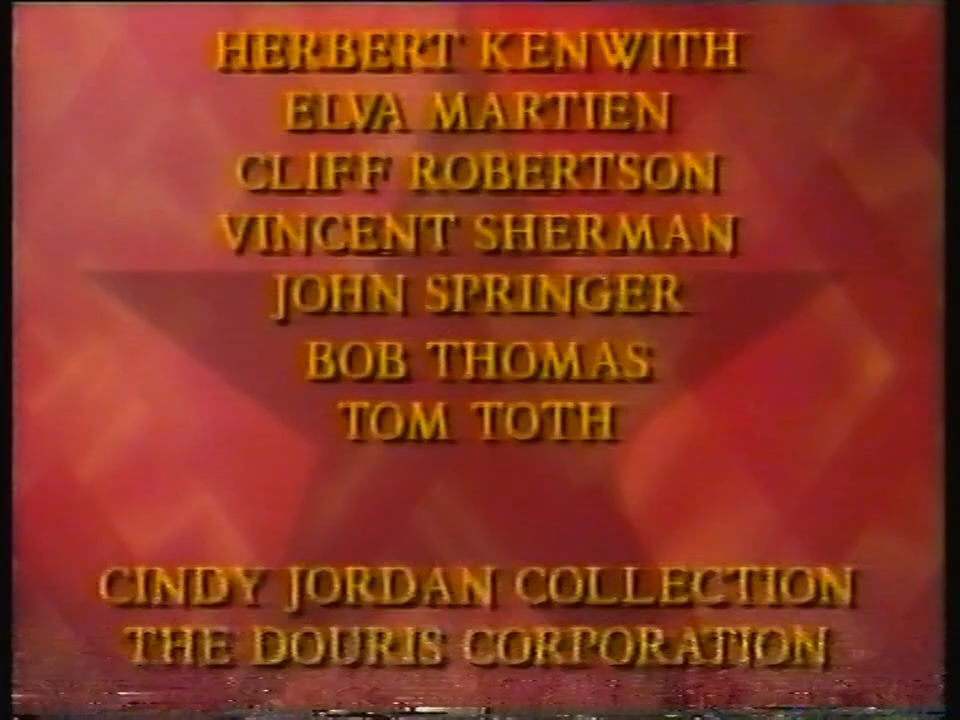 HERBERT KENWITH
ELVA MARTIEN
CLIFF ROBERTSON
VINCENT SHERMAN
JOHN SPRINGER
BOB THOMAS
TOM TOTH
CINDY JORDAN COLLECTION
THE DOURIS CORPORATION